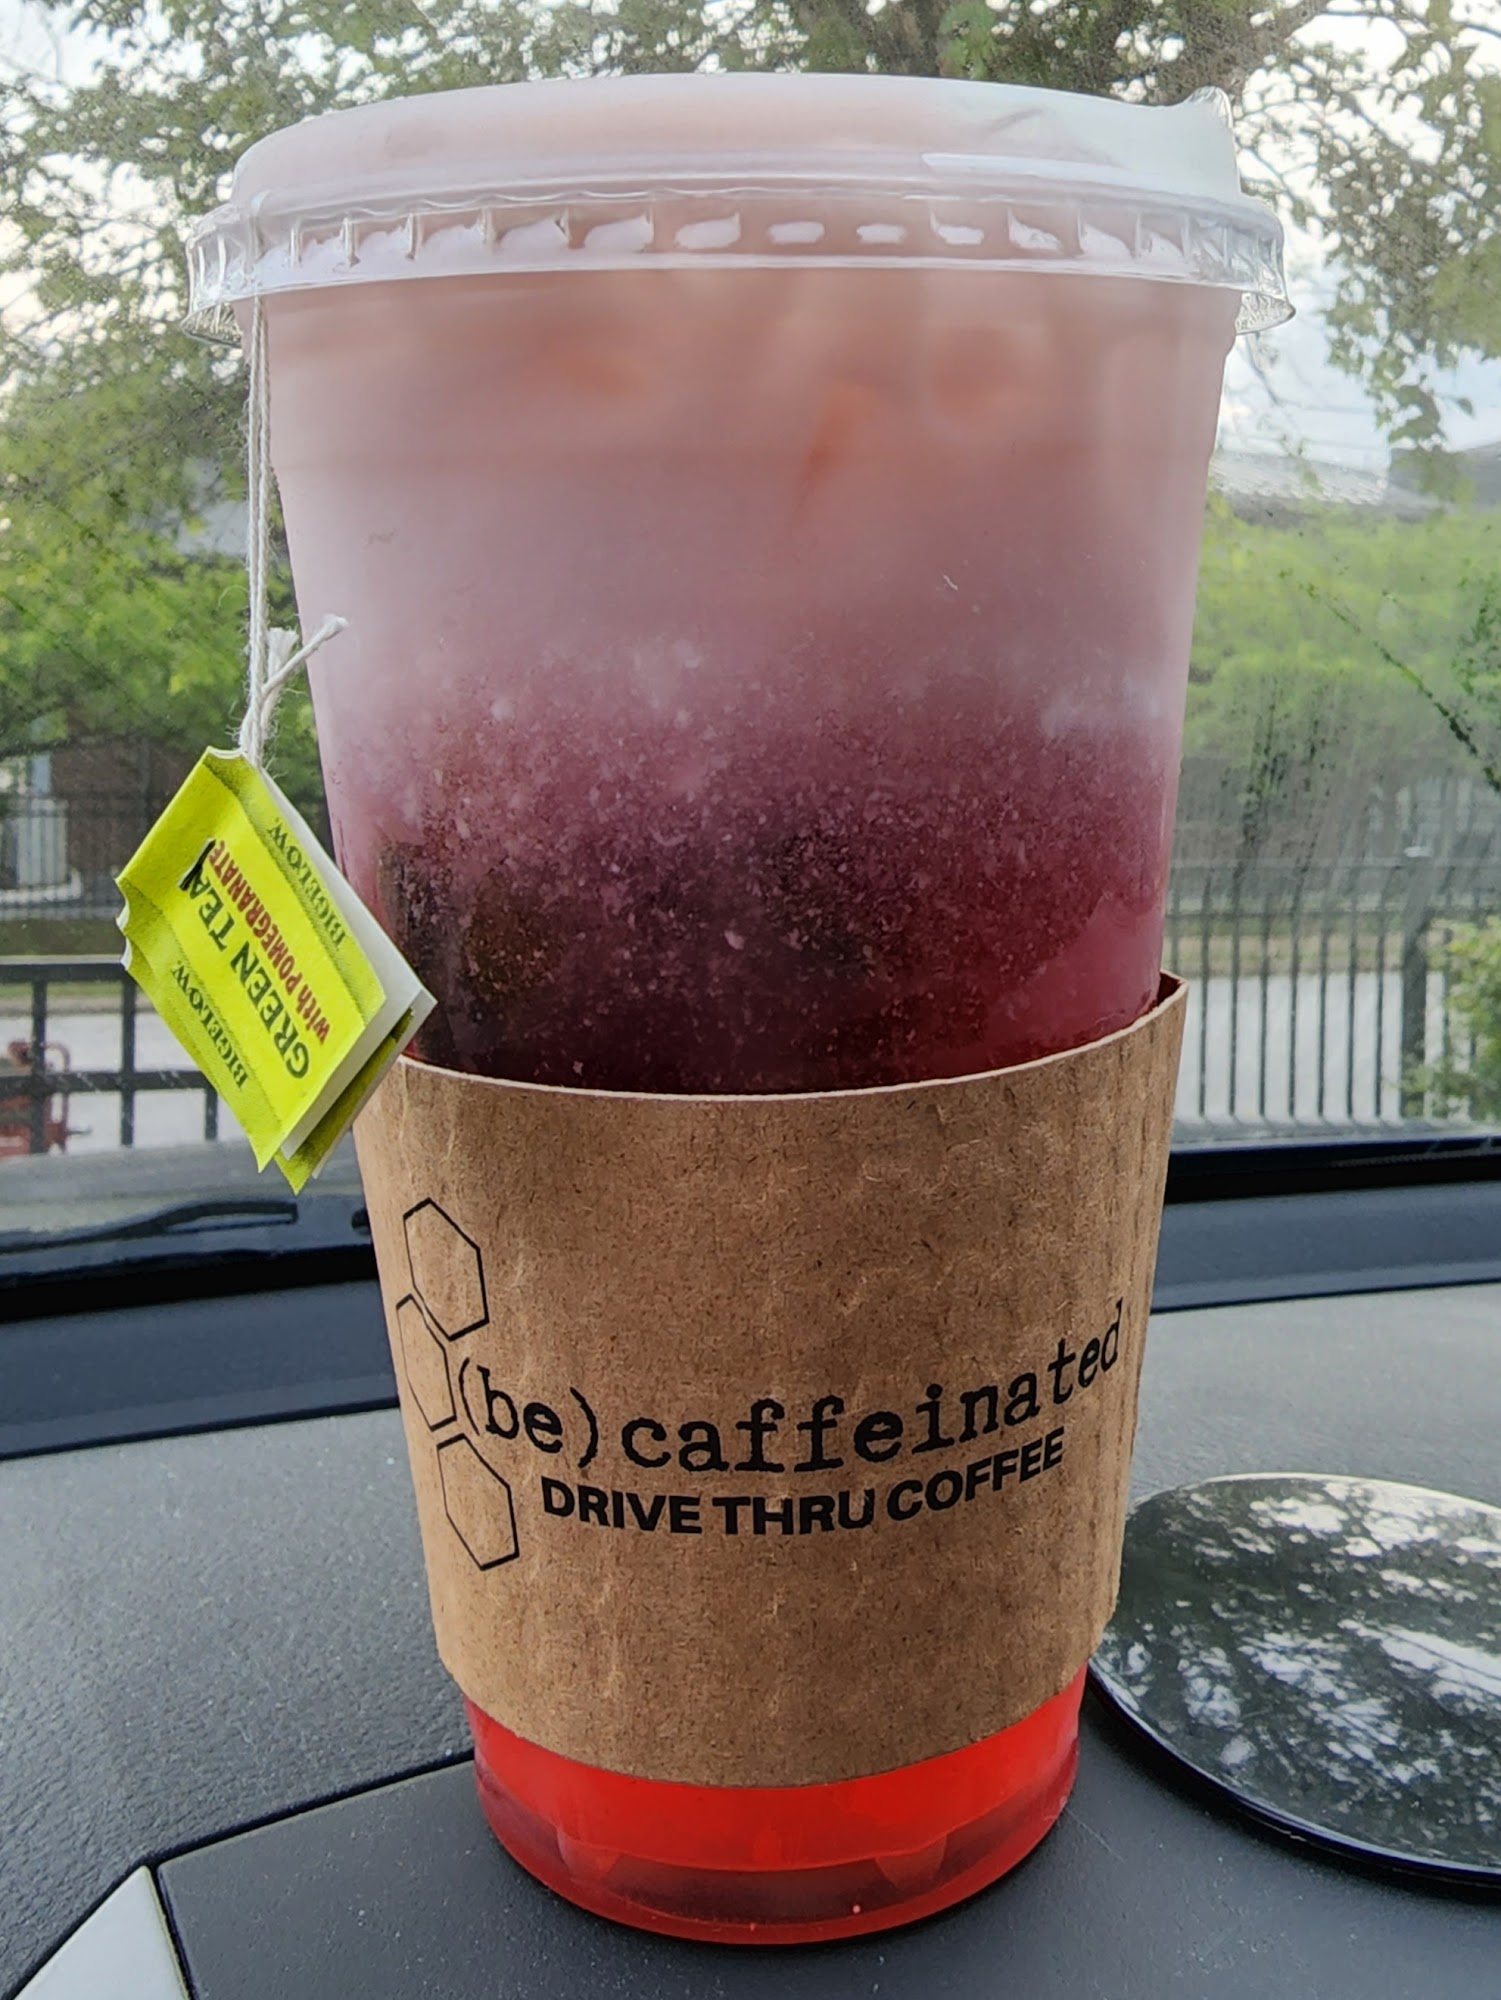 BIGELOW.
GREEN TEA
with POMEGRANATE
BIGELOW.
(be)caffeinated
DRIVE THRU COFFEE